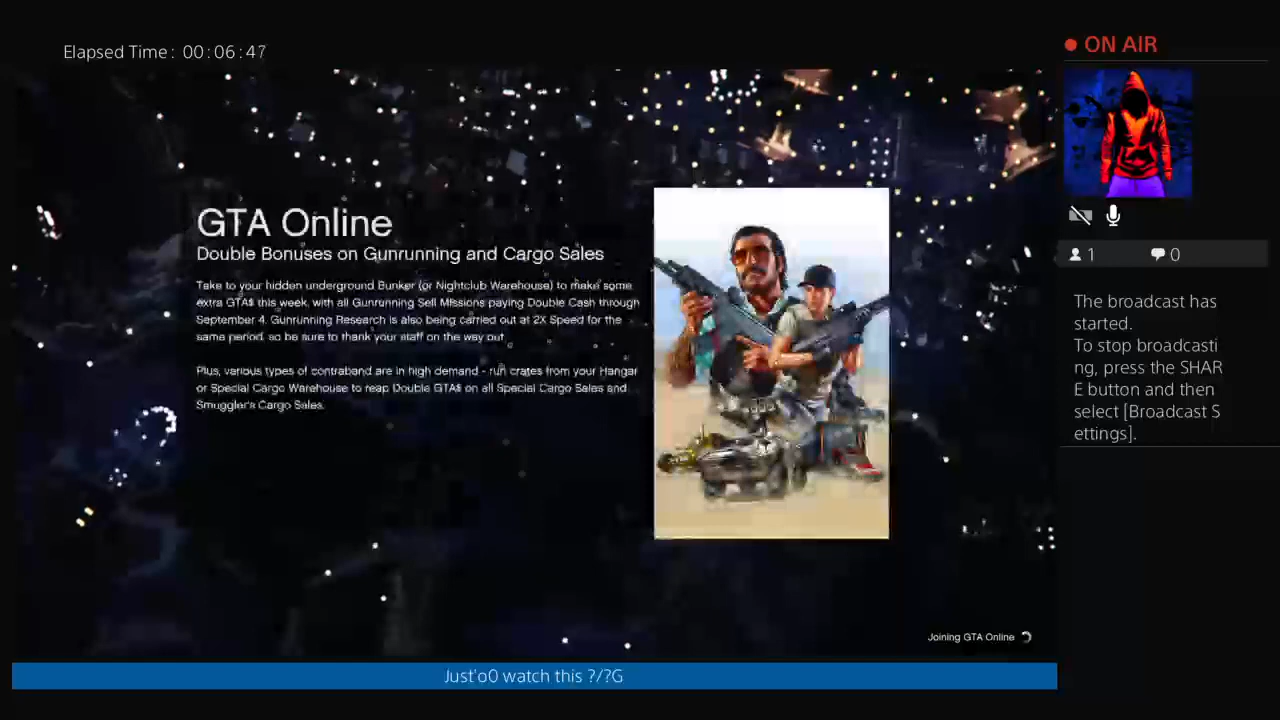 Elapsed Time: 00:06:47
ON AIR
GTA Online
Double Bonuses on Gunrunning and Cargo Sales
Take to your hidden underground Bunker (or Nightclub Warehouse) to make some
extra GTA$ this week, with all Gunrunning Sell Missions paying Double Cash through
September 4. Gunrunning Research is also being carried out at 2X Speed for the
same period, so be sure to thank your staff on the way out.
Plus, various types of contraband are in high demand - run crates from your Hangar
or Special Cargo Warehouse to reap Double GTA$ on all Special Cargo Sales and
Smuggler's Cargo Sales.
1
0
The broadcast has
started.
To stop broadcasti
ng, press the SHAR
E button and then
select [Broadcast S
ettings].
Joining GTA Online
Just'o0 watch this ?/?G